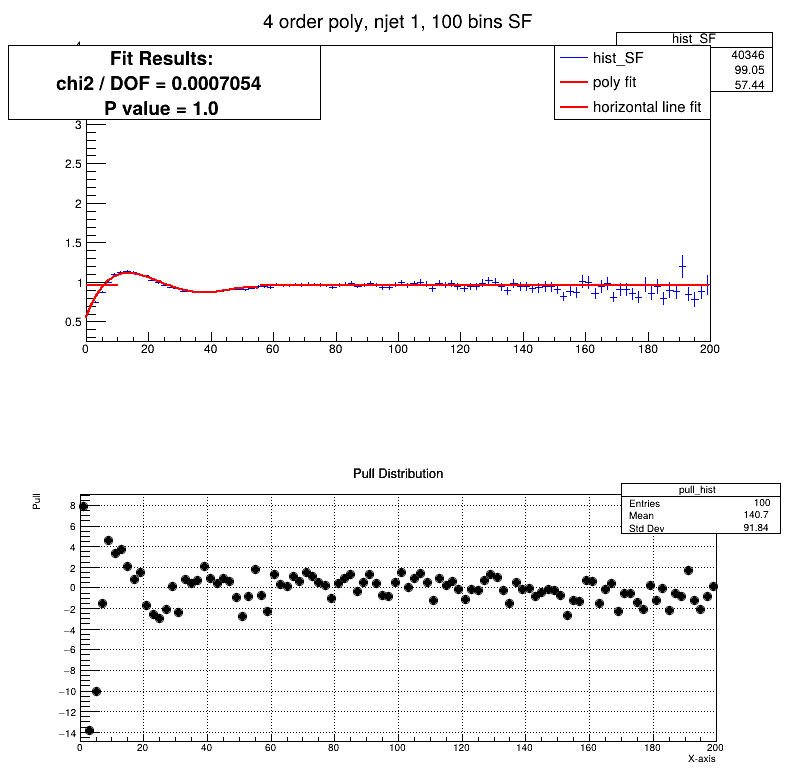 4 order poly, njet 1, 100 bins SF
hist_SF
40346
99.05
57.44
Fit Results:
chi2 / DOF = 0.0007054
P value = 1.0
hist_SF
poly fit
horizontal line fit
3
2.5
2
1.5
1
0.5
0 20 40 60 80 100 120 140 160 180 200
Pull Distribution
pull_hist
Entries 100
Mean 140.7
Std Dev 91.84
Pull
8
6
4
2
0
−2
−4
−6
−8
−10
−12
−14
0 20 40 60 80 100 120 140 160 180 200
X-axis